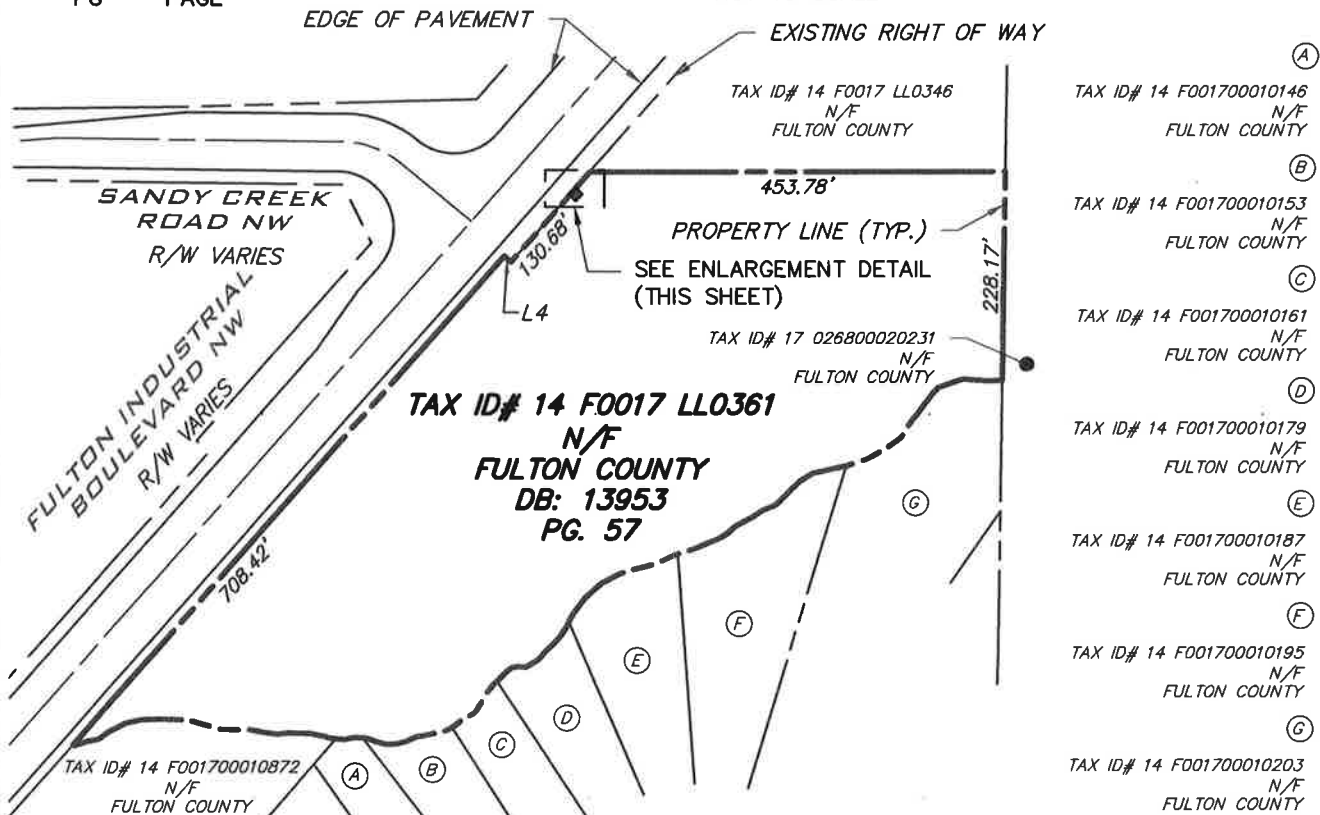 PG PAGE
EDGE OF PAVEMENT
EXISTING RIGHT OF WAY
TAX ID# 14 F0017 LL0346
N/F
FULTON COUNTY
453.78'
SANDY CREEK
ROAD NW
R/W VARIES
130.68'
PROPERTY LINE (TYP.)
SEE ENLARGEMENT DETAIL
(THIS SHEET)
L4
228.17'
TAX ID# 17 026800020231
N/F
FULTON COUNTY
FULTON INDUSTRIAL
BOULEVARD NW
R/W VARIES
TAX ID# 14 F0017 LL0361
N/F
FULTON COUNTY
DB: 13953
PG. 57
708.42'
G
F
E
D
C
B
A
TAX ID# 14 F001700010872
N/F
FULTON COUNTY
A
TAX ID# 14 F001700010146
N/F
FULTON COUNTY
B
TAX ID# 14 F001700010153
N/F
FULTON COUNTY
C
TAX ID# 14 F001700010161
N/F
FULTON COUNTY
D
TAX ID# 14 F001700010179
N/F
FULTON COUNTY
E
TAX ID# 14 F001700010187
N/F
FULTON COUNTY
F
TAX ID# 14 F001700010195
N/F
FULTON COUNTY
G
TAX ID# 14 F001700010203
N/F
FULTON COUNTY